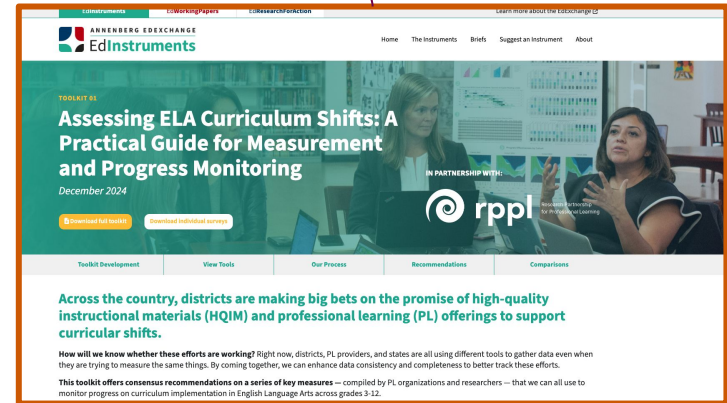 EdInstruments EdWorkingPapers EdResearchForAction Learn more about the EdExchange
ANNENBERG EDEXCHANGE
EdInstruments
Home The Instruments Briefs Suggest an Instrument About
TOOLKIT 01
Assessing ELA Curriculum Shifts: A
Practical Guide for Measurement
and Progress Monitoring
December 2024
IN PARTNERSHIP WITH:
rppl Research Partnership
for Professional Learning
Download full toolkit Download individual surveys
Toolkit Development View Tools Our Process Recommendations Comparisons
Across the country, districts are making big bets on the promise of high-quality
instructional materials (HQIM) and professional learning (PL) offerings to support
curricular shifts.
How will we know whether these efforts are working? Right now, districts, PL providers, and states are all using different tools to gather data even when
they are trying to measure the same things. By coming together, we can enhance data consistency and completeness to better track these efforts.
This toolkit offers consensus recommendations on a series of key measures — compiled by PL organizations and researchers — that we can all use to
monitor progress on curriculum implementation in English Language Arts across grades 3-12.